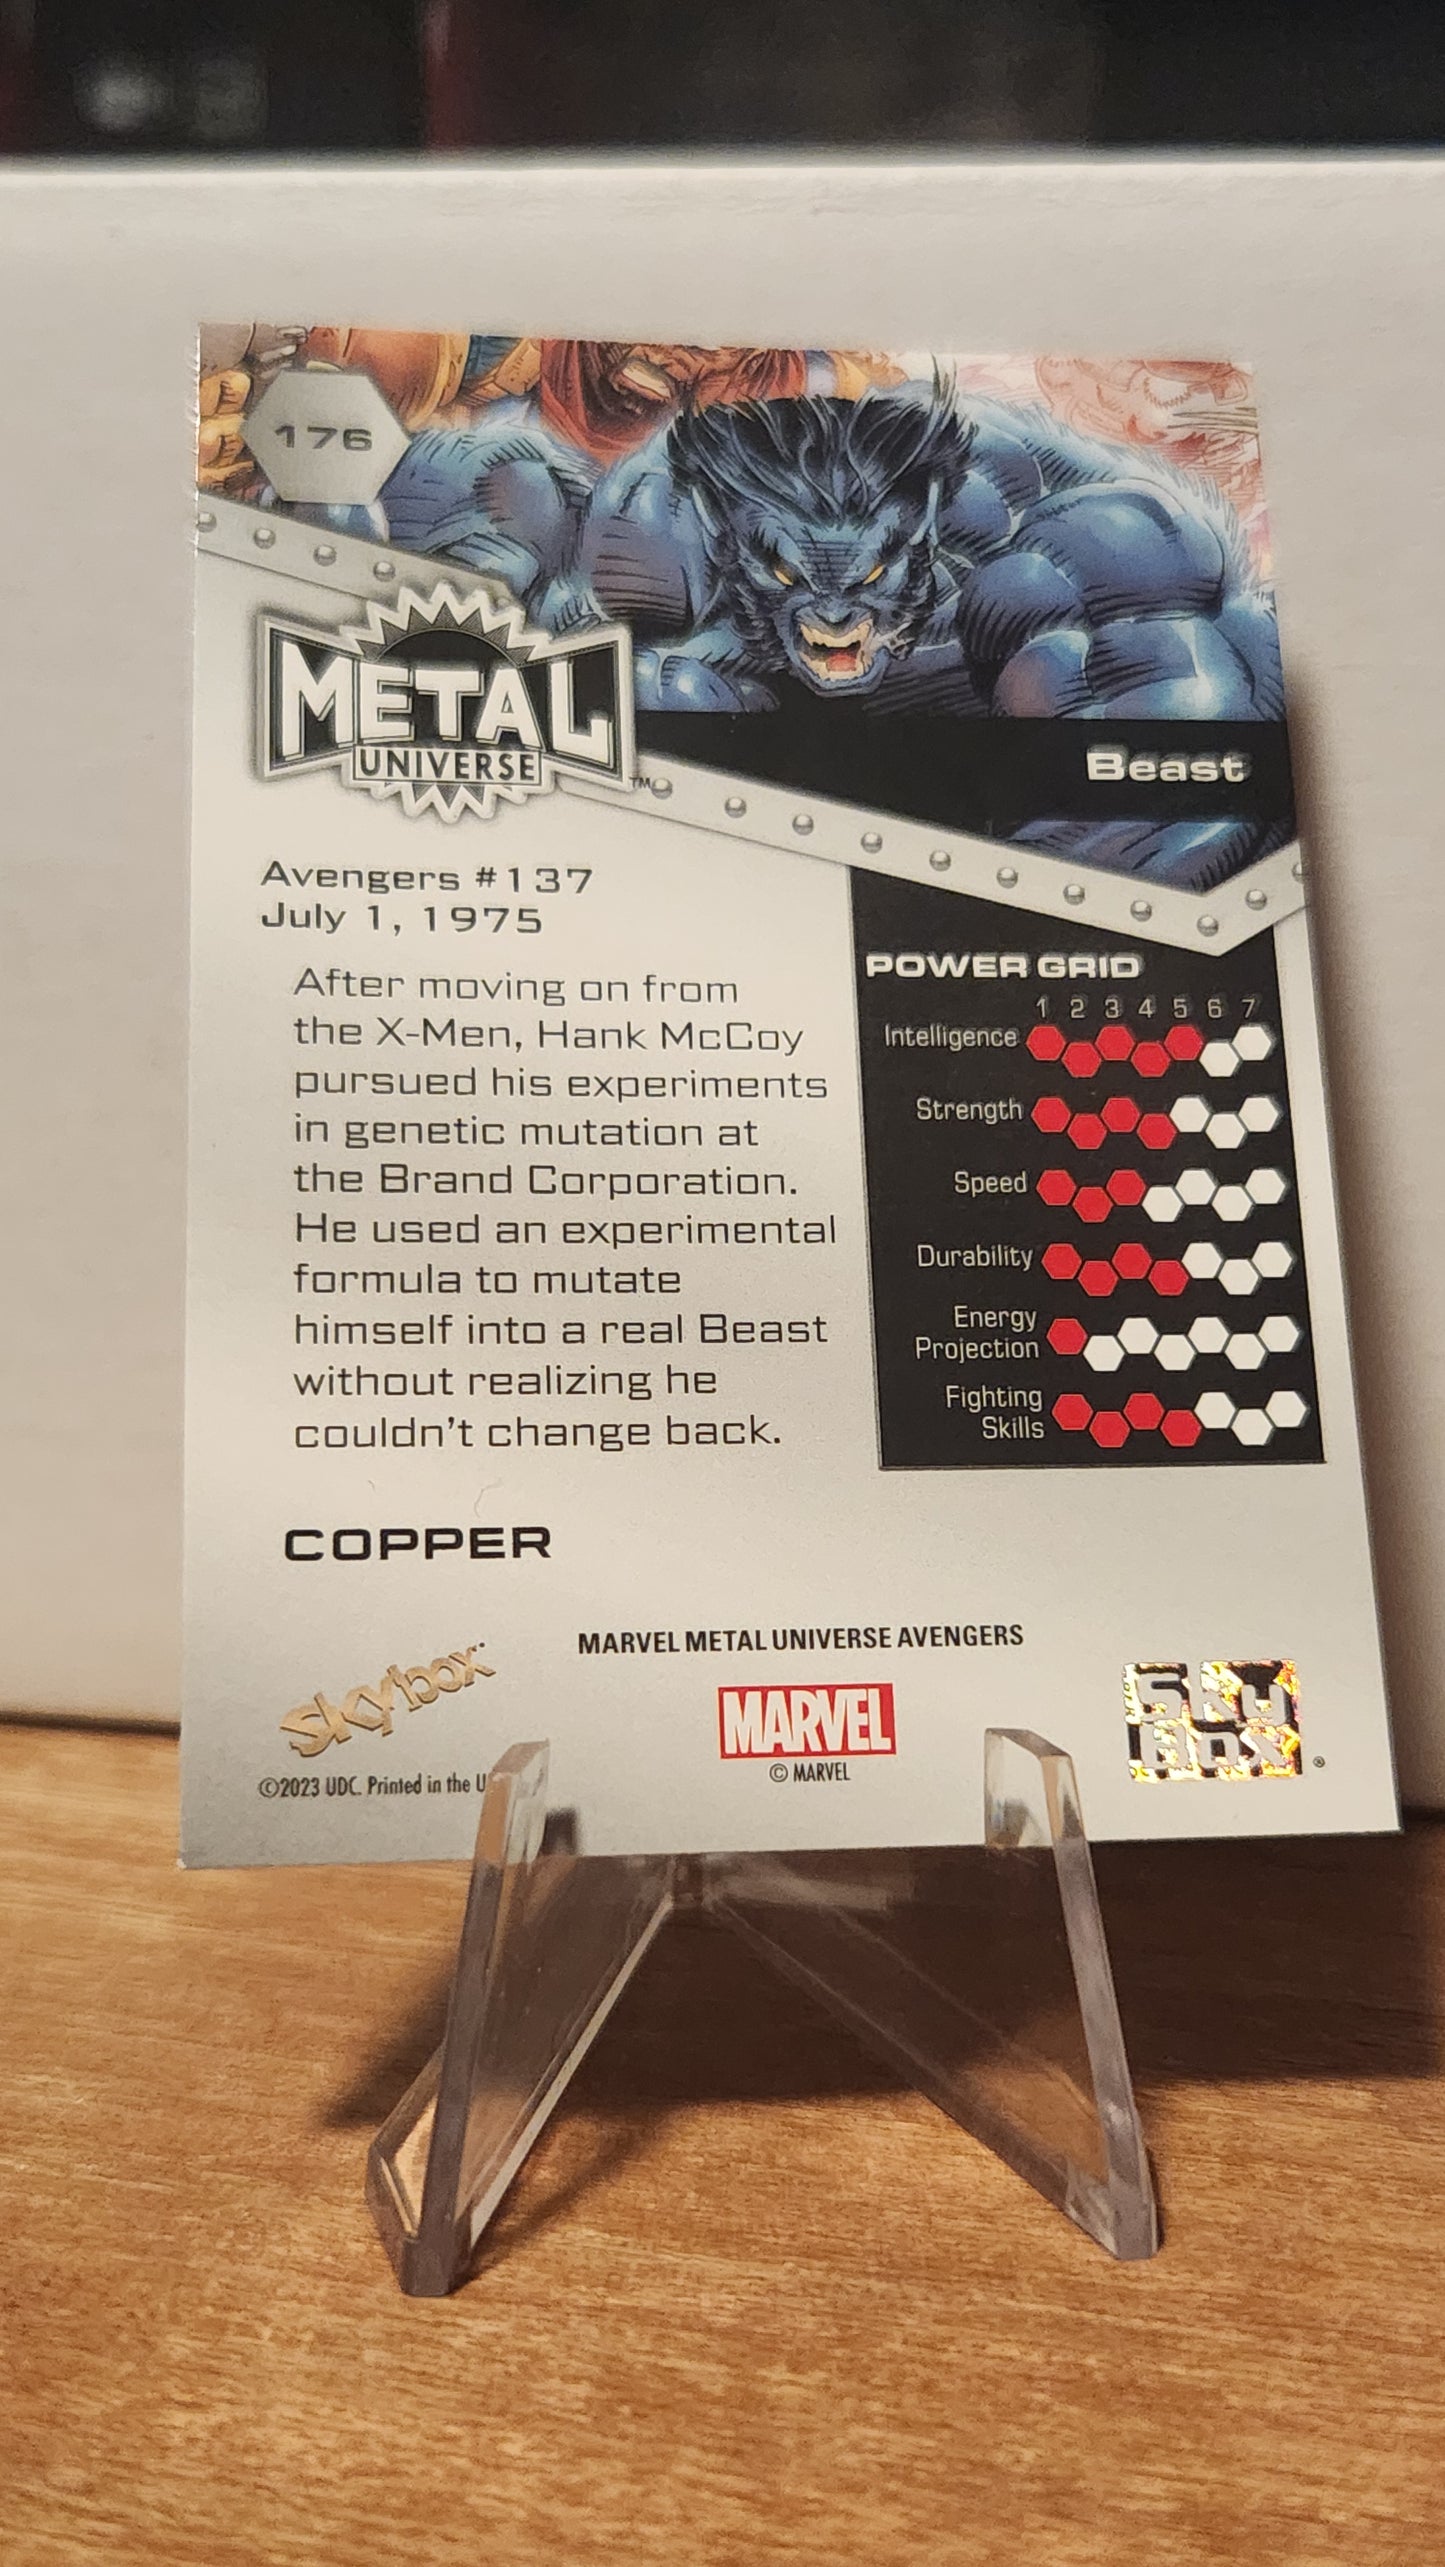 176
METAL
UNIVERSE
TM
Beast
Avengers #137
July 1, 1975
After moving on from
the X-Men, Hank McCoy
pursued his experiments
in genetic mutation at
the Brand Corporation.
He used an experimental
formula to mutate
himself into a real Beast
without realizing he
couldn't change back.
POWER GRID
1 2 3 4 5 6 7
Intelligence
Strength
Speed
Durability
Energy
Projection
Fighting
Skills
COPPER
MARVEL METAL UNIVERSE AVENGERS
Skybox
MARVEL
© MARVEL
SKY
BOX ®
©2023 UDC. Printed in the